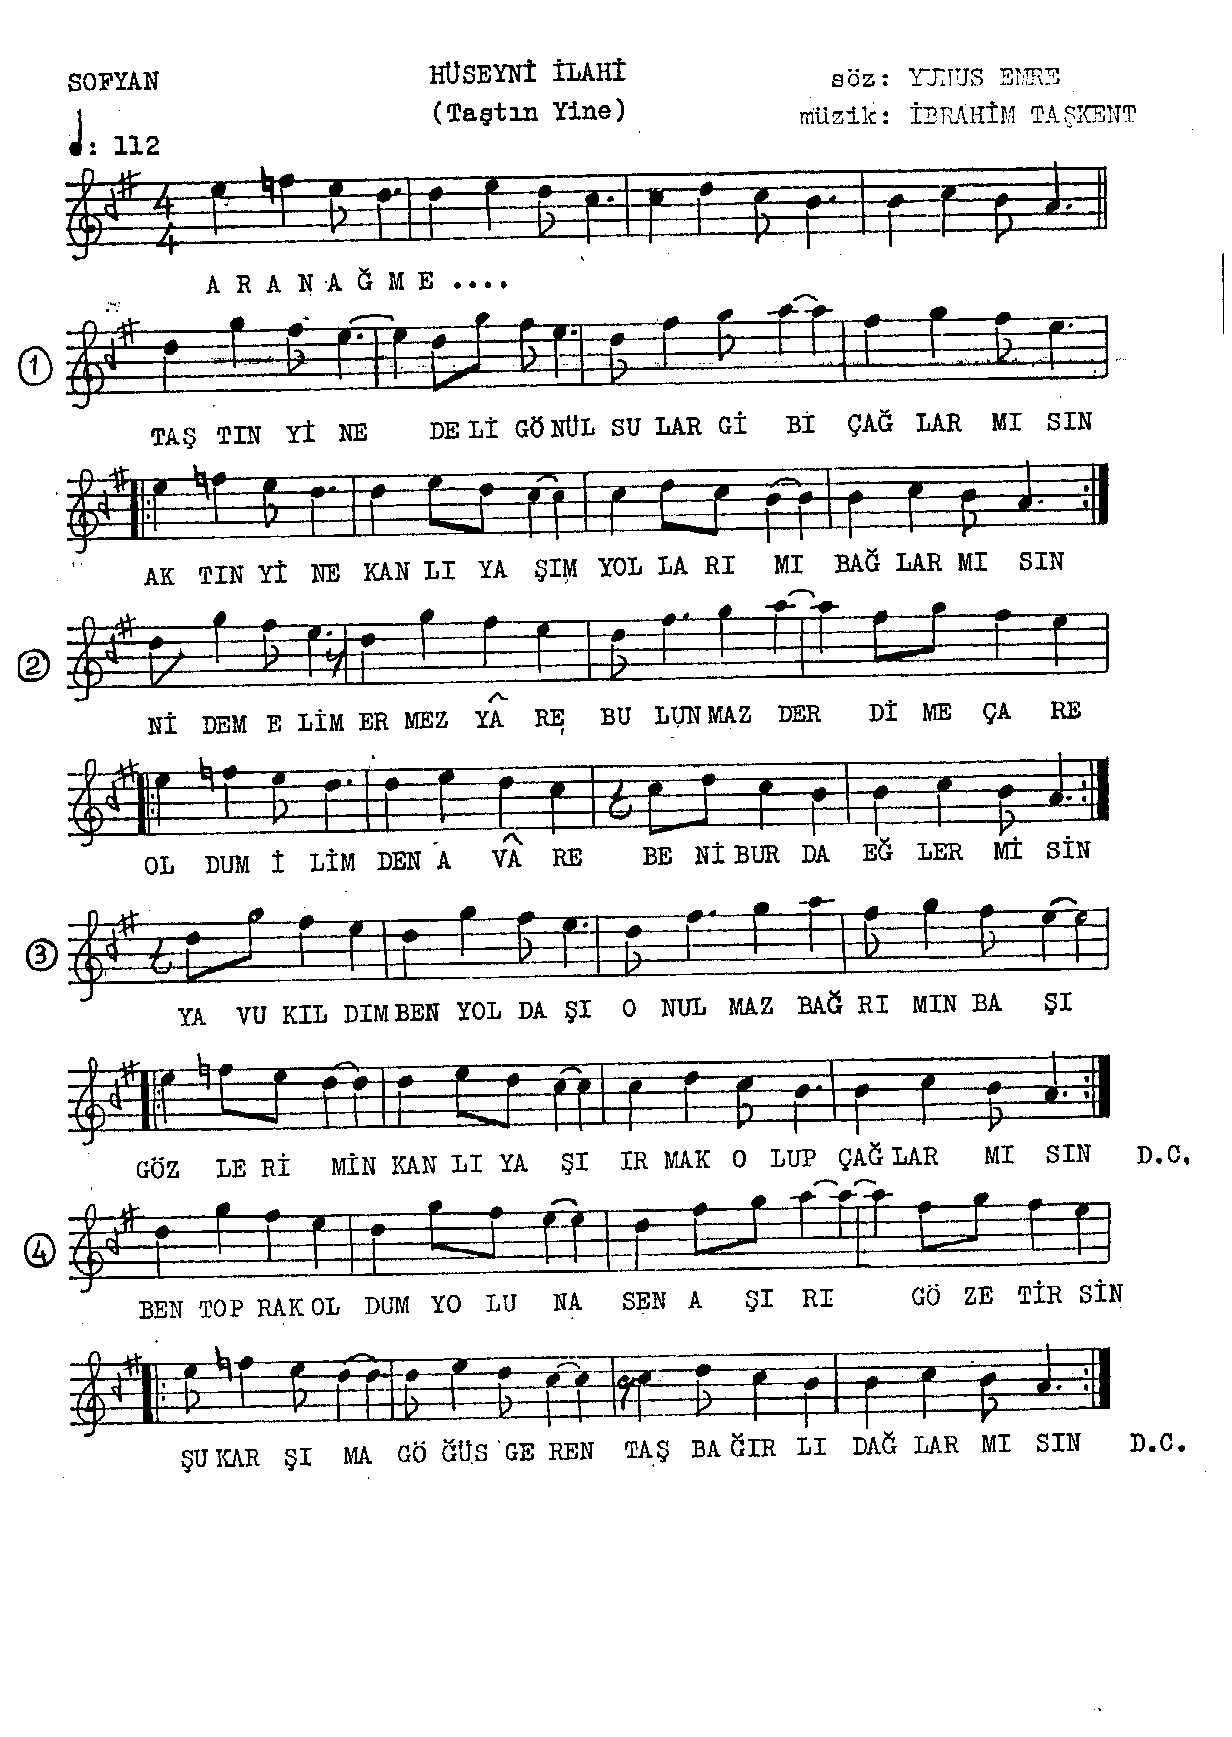 SOFYAN
HÜSEYNİ İLAHİ
(Taştın Yine)
söz: YUNUS EMRE
müzik: İBRAHİM TAŞKENT
: 112
4
4
A R A N A Ğ M E ....
1
TAŞ TIN Yİ NE DE Lİ GÖ NÜL SU LAR Gİ Bİ ÇAĞ LAR MI SIN
AK TIN Yİ NE KAN LI YA ŞIM YOL LA RI MI BAĞ LAR MI SIN
2
Nİ DEM E LİM ER MEZ YÂ RE BU LUN MAZ DER Dİ ME ÇA RE
OL DUM İ LİM DEN A VÂ RE BE Nİ BUR DA EĞ LER Mİ SİN
3
YA VU KIL DIM BEN YOL DA ŞI O NUL MAZ BAĞ RI MIN BA ŞI
GÖZ LE Rİ MİN KAN LI YA ŞI IR MAK O LUP ÇAĞ LAR MI SIN D.C.
4
BEN TOP RAK OL DUM YO LU NA SEN A ŞI RI GÖ ZE TİR SİN
ŞU KAR ŞI MA GÖ ĞÜS GE REN TAŞ BA ĞIR LI DAĞ LAR MI SIN D.C.